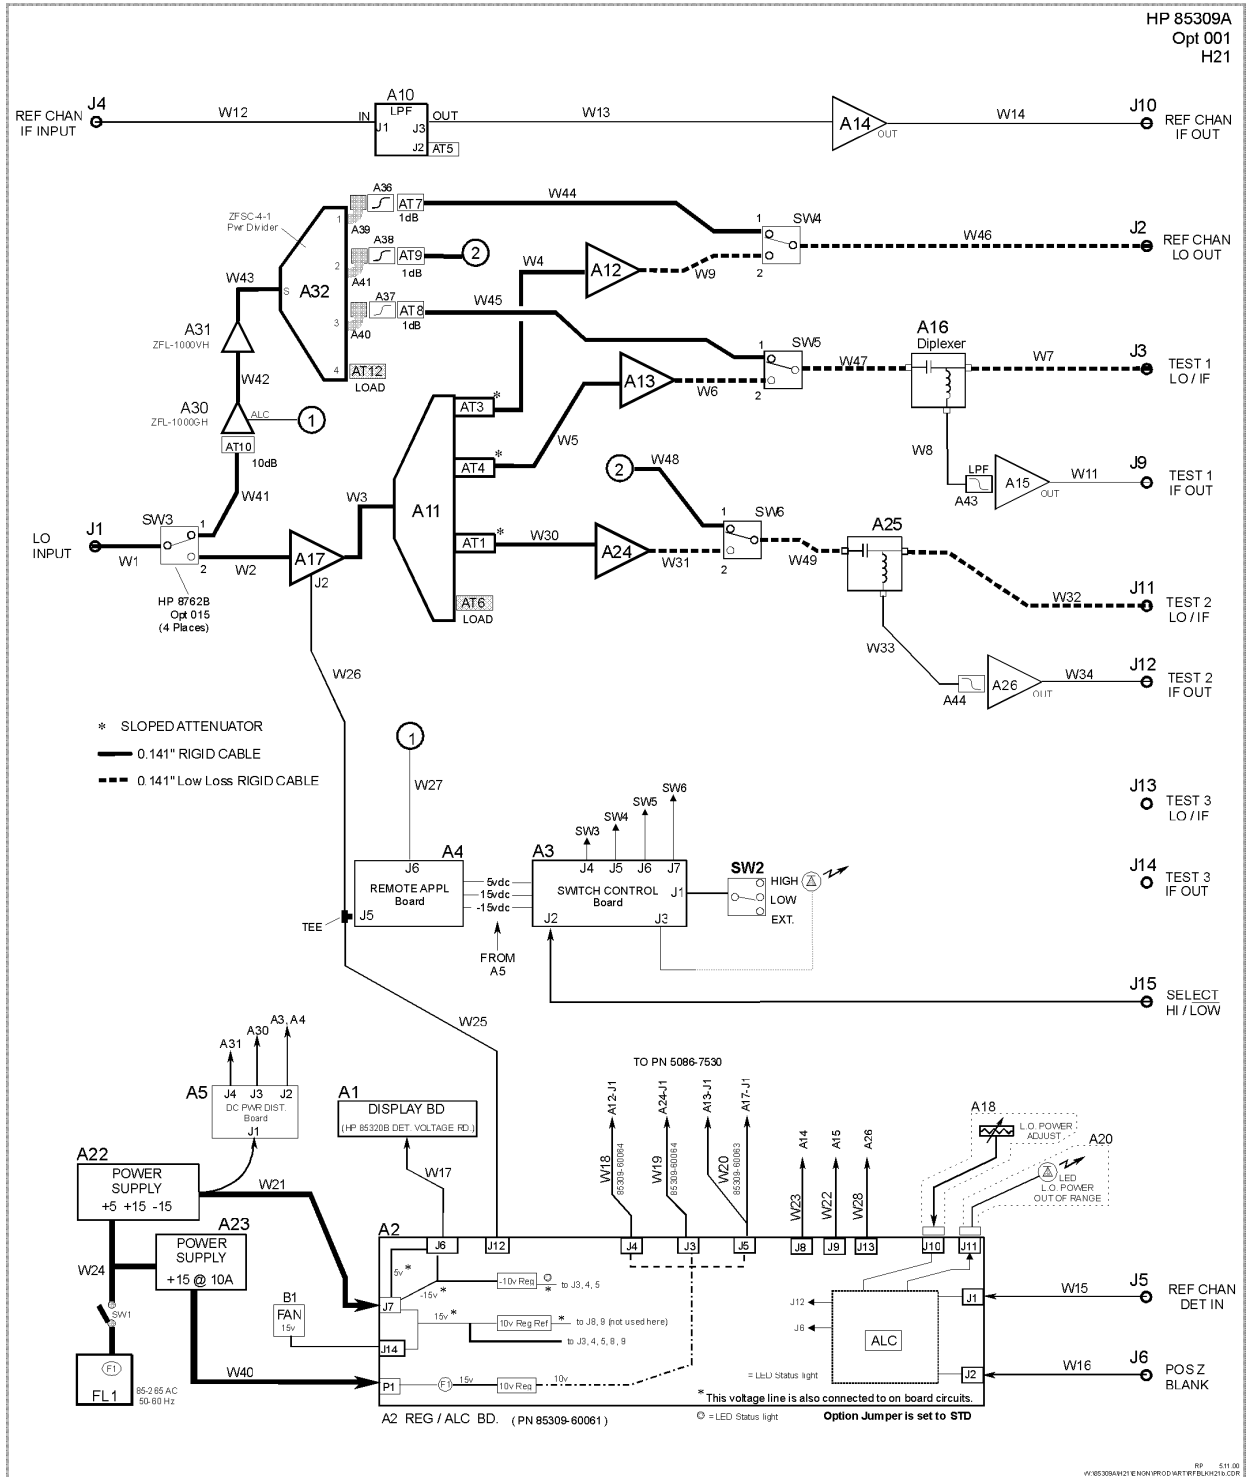 HP 85309A
Opt 001
H21
J4
REF CHAN
IF INPUT
W12
A10
LPF
IN
OUT
J1
J3
J2
AT5
W13
A14
OUT
W14
J10
REF CHAN
IF OUT
ZFSC-4-1
Pwr Divider
A32
S
1
2
3
4
A36
AT7
1dB
A39
A38
AT9
1dB
A41
2
A37
AT8
1dB
A40
AT12
LOAD
W44
W4
A12
W9
1
2
SW4
W46
J2
REF CHAN
LO OUT
W43
A31
ZFL-1000VH
W42
A30
ZFL-1000GH
ALC
1
AT10
10dB
W41
W45
A13
W6
1
2
SW5
W47
A16
Diplexer
W7
J3
TEST 1
LO / IF
W8
LPF
A43
A15
OUT
W11
J9
TEST 1
IF OUT
LO
INPUT
J1
W1
SW3
1
2
HP 8762B
Opt 015
(4 Places)
W2
A17
J2
W3
A11
AT3
*
AT4
*
AT1
*
AT6
LOAD
W5
W30
A24
W31
2
W48
1
2
SW6
W49
A25
W32
J11
TEST 2
LO / IF
W33
A44
A26
OUT
W34
J12
TEST 2
IF OUT
W26
* SLOPED ATTENUATOR
0.141" RIGID CABLE
0.141" Low Loss RIGID CABLE
1
W27
J13
TEST 3
LO / IF
J14
TEST 3
IF OUT
A4
J6
REMOTE APPL
Board
J5
TEE
5vdc
15vdc
-15vdc
FROM
A5
SW3
SW4
SW5
SW6
A3
J4
J5
J6
J7
SWITCH CONTROL
Board
J1
J2
J3
SW2
HIGH
LOW
EXT.
J15
SELECT
HI / LOW
W25
A31
A30
A3, A4
A5
J4
J3
J2
DC PWR DIST.
Board
J1
A1
DISPLAY BD
(HP 85320B DET. VOLTAGE RD.)
W17
TO PN 5086-7530
A12-J1
A24-J1
A13-J1
A17-J1
W18
85309-60064
W19
85309-60064
W20
85309-60063
A14
A15
A26
W23
W22
W28
A18
L.O. POWER
ADJUST
A20
LED
L.O. POWER
OUT OF RANGE
A22
POWER
SUPPLY
+5 +15 -15
W21
A23
POWER
SUPPLY
+15 @ 10A
W24
SW1
F1
FL1
85-265 AC
50-60 Hz
B1
FAN
15v
W40
A2
J6
J12
J4
J3
J5
J8
J9
J13
J10
J11
J7
5v *
-15v *
-10v Reg
*
to J3, 4, 5
15v *
10v Reg Ref
*
to J8, 9 (not used here)
to J3, 4, 5, 8, 9
J14
P1
F1
15v
10v Reg
10v
J12
J6
ALC
J1
J2
= LED Status light
* This voltage line is also connected to on board circuits.
W15
J5
REF CHAN
DET IN
W16
J6
POS Z
BLANK
A2 REG / ALC BD. ( PN 85309-60061 )
= LED Status light
Option Jumper is set to STD
RP 5.11.00